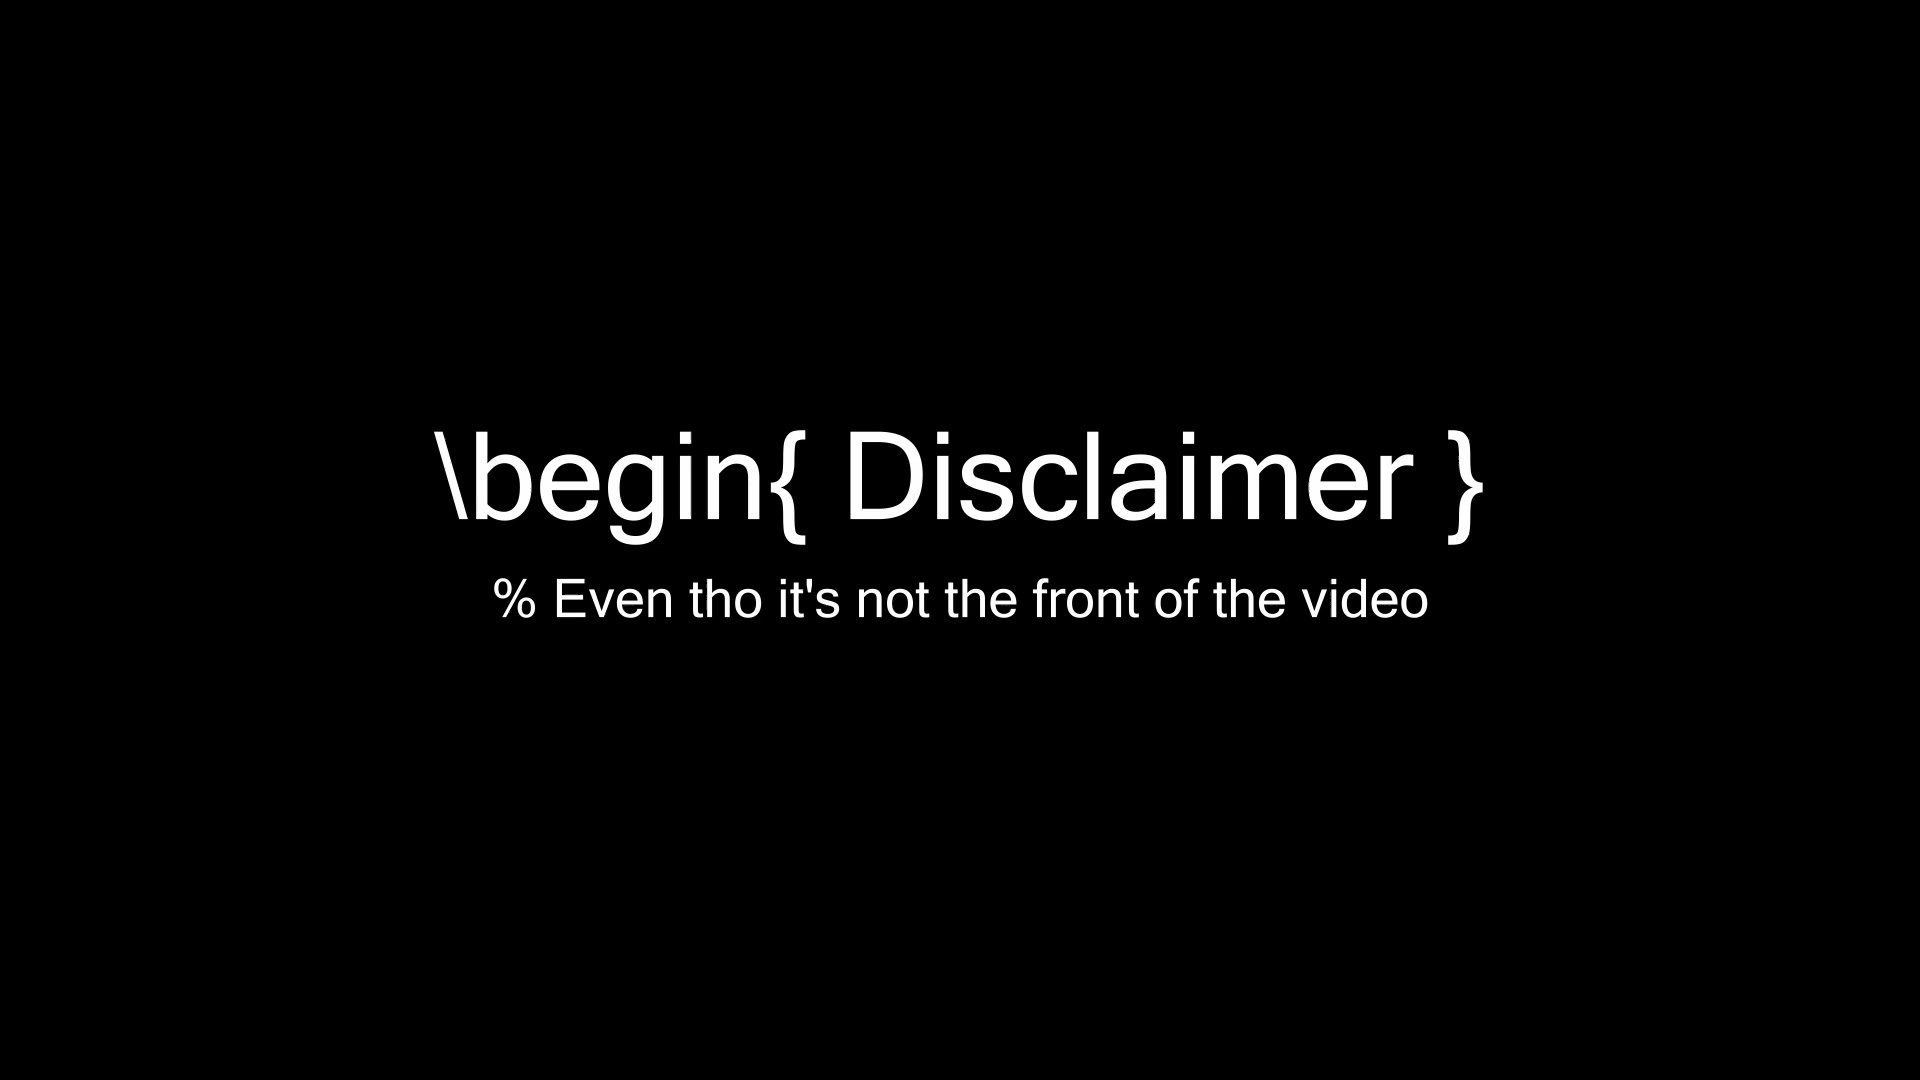 \begin{ Disclaimer }
% Even tho it's not the front of the video